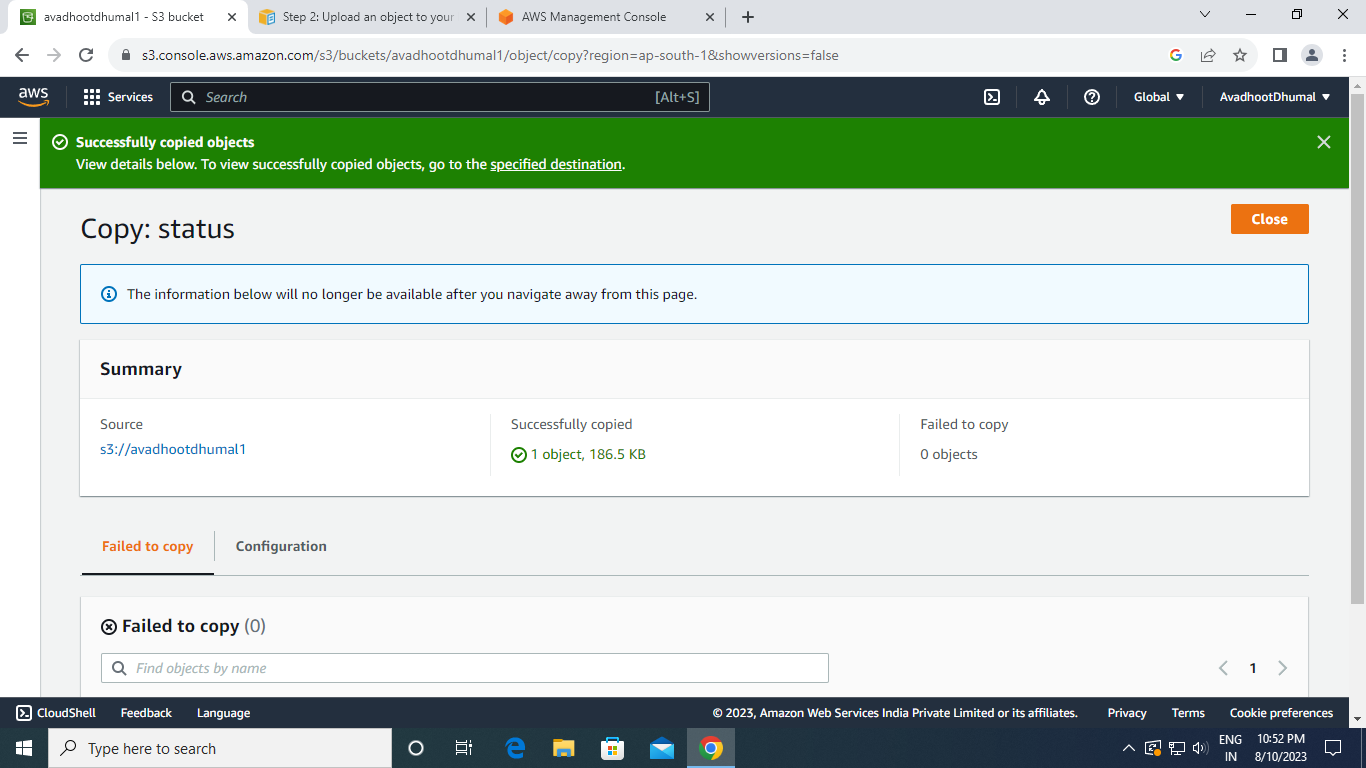 avadhootdhumal1 - S3 bucket
Step 2: Upload an object to your
AWS Management Console
s3.console.aws.amazon.com/s3/buckets/avadhootdhumal1/object/copy?region=ap-south-1&showversions=false
aws
Services
Search
[Alt+S]
Global
AvadhootDhumal
Successfully copied objects
View details below. To view successfully copied objects, go to the specified destination.
Copy: status
Close
The information below will no longer be available after you navigate away from this page.
Summary
Source
s3://avadhootdhumal1
Successfully copied
1 object, 186.5 KB
Failed to copy
0 objects
Failed to copy
Configuration
Failed to copy (0)
Find objects by name
1
CloudShell
Feedback
Language
© 2023, Amazon Web Services India Private Limited or its affiliates.
Privacy
Terms
Cookie preferences
Type here to search
ENG
IN
10:52 PM
8/10/2023